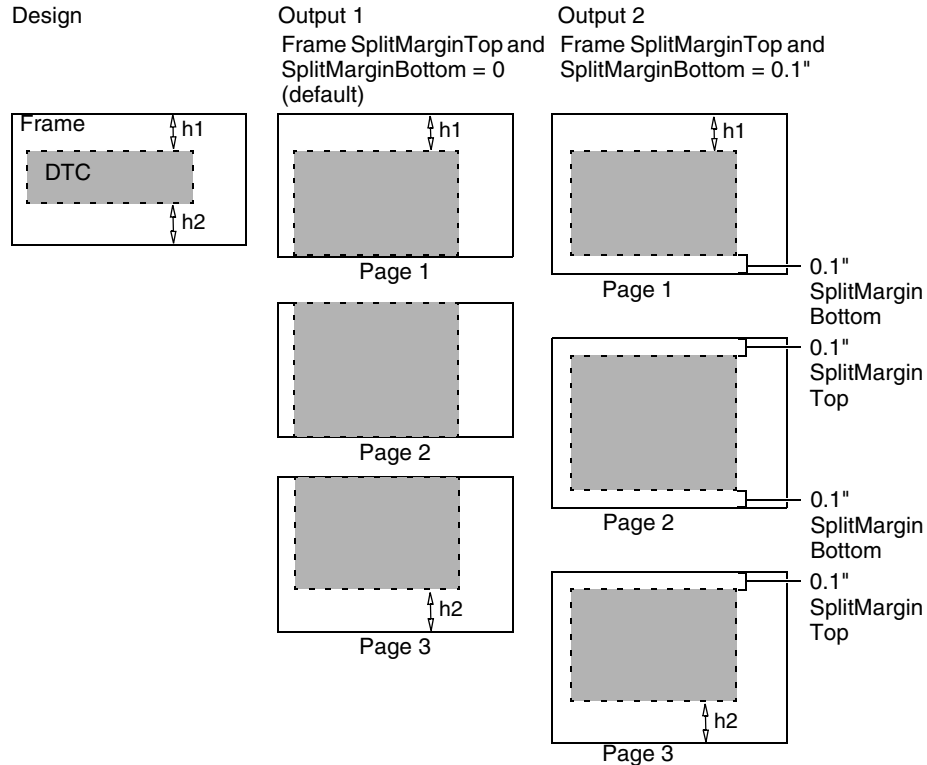 Design
Frame
h1
DTC
h2
Output 1
Frame SplitMarginTop and
SplitMarginBottom = 0
(default)
h1
Page 1
Page 2
h2
Page 3
Output 2
Frame SplitMarginTop and
SplitMarginBottom = 0.1"
h1
Page 1
0.1"
SplitMargin
Bottom
0.1"
SplitMargin
Top
Page 2
0.1"
SplitMargin
Bottom
0.1"
SplitMargin
Top
h2
Page 3